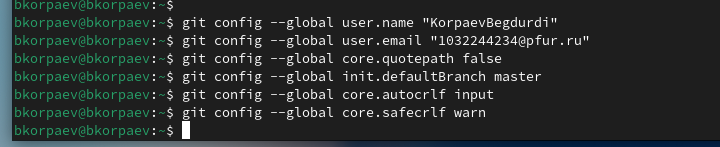 bkorpaev@bkorpaev:~$
bkorpaev@bkorpaev:~$ git config --global user.name "KorpaevBegdurdi"
bkorpaev@bkorpaev:~$ git config --global user.email "1032244234@pfur.ru"
bkorpaev@bkorpaev:~$ git config --global core.quotepath false
bkorpaev@bkorpaev:~$ git config --global init.defaultBranch master
bkorpaev@bkorpaev:~$ git config --global core.autocrlf input
bkorpaev@bkorpaev:~$ git config --global core.safecrlf warn
bkorpaev@bkorpaev:~$